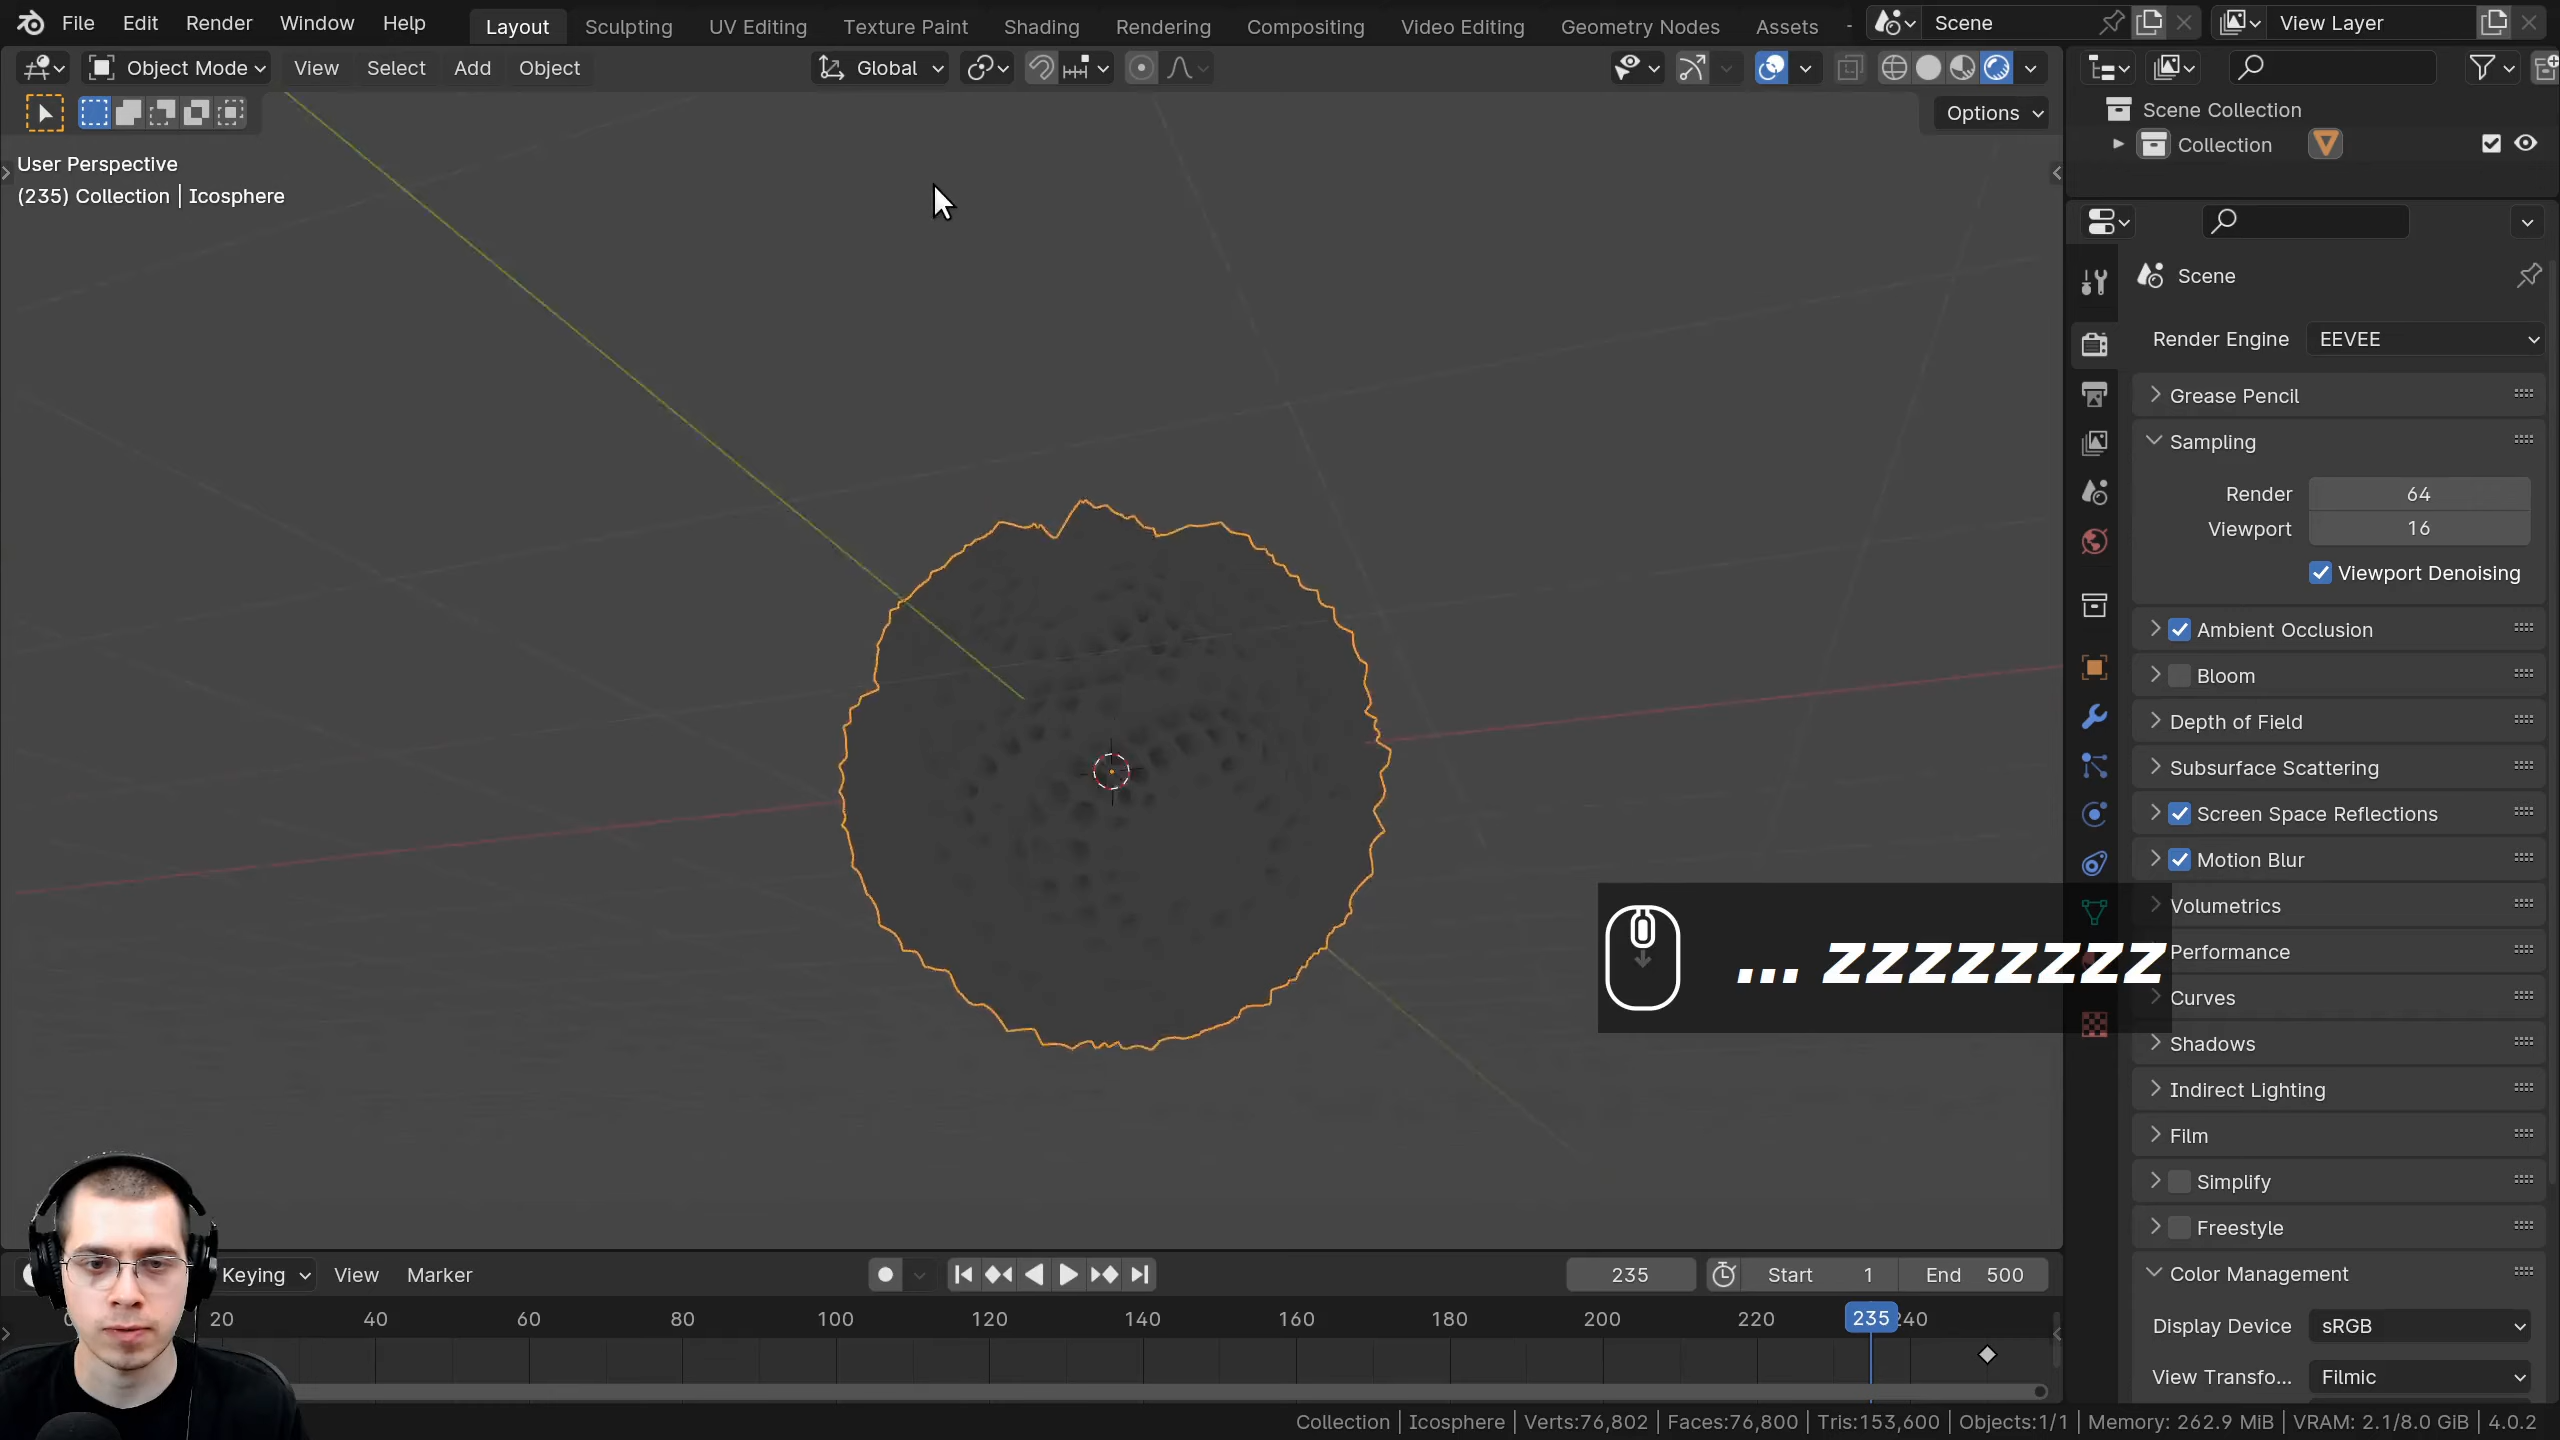 File Edit Render Window Help Layout Sculpting UV Editing Texture Paint Shading Rendering Compositing Video Editing Geometry Nodes Assets Scene View Layer
Object Mode View Select Add Object Global
Options
User Perspective
(235) Collection | Icosphere
Scene Collection
Collection
Scene
Render Engine EEVEE
Grease Pencil
Sampling
Render 64
Viewport 16
Viewport Denoising
Ambient Occlusion
Bloom
Depth of Field
Subsurface Scattering
Screen Space Reflections
Motion Blur
Volumetrics
Performance
Curves
Shadows
Indirect Lighting
Film
Simplify
Freestyle
Color Management
Display Device sRGB
View Transfo... Filmic
... zzzzzzzz
Keying View Marker 235 Start 1 End 500
20 40 60 80 100 120 140 160 180 200 220 235
Collection | Icosphere | Verts:76,802 | Faces:76,800 | Tris:153,600 | Objects:1/1 | Memory: 262.9 MiB | VRAM: 2.1/8.0 GiB | 4.0.2